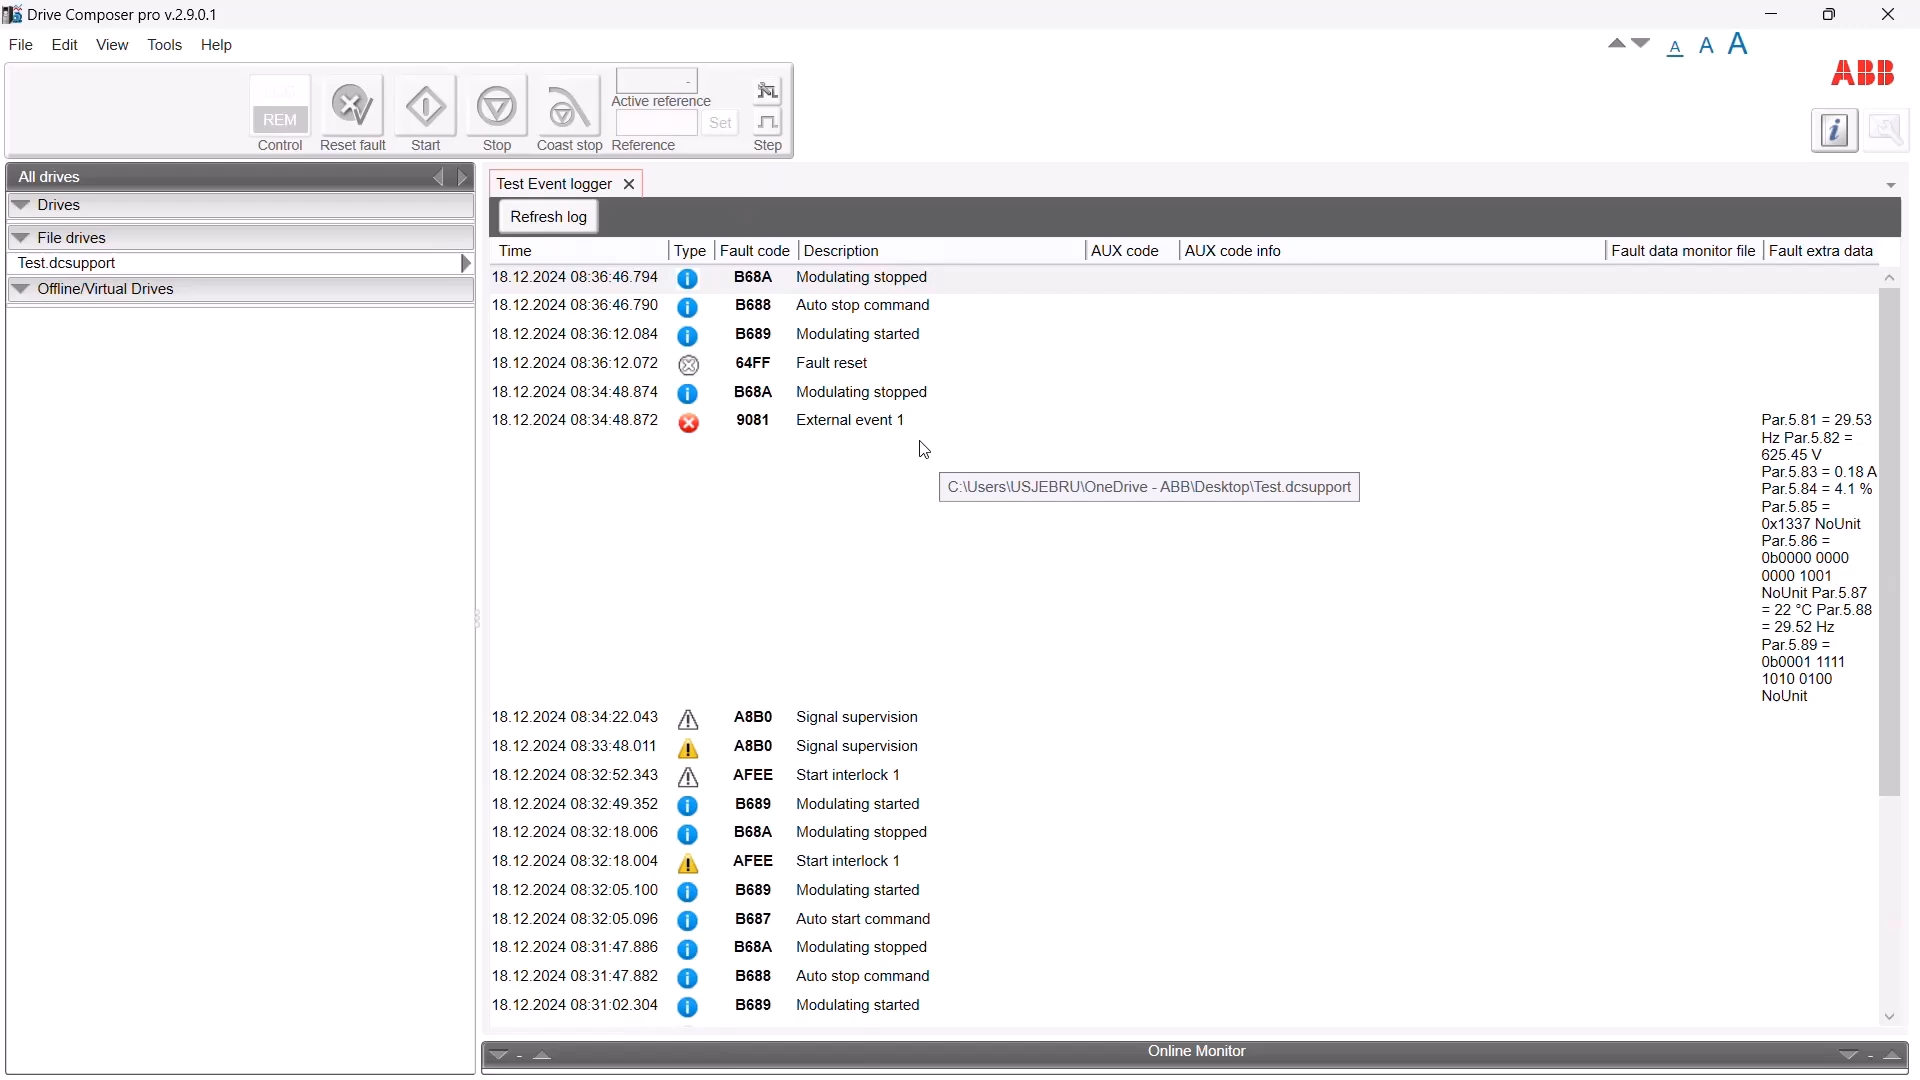 Drive Composer pro v.2.9.0.1
File Edit View Tools Help
A A A
ABB
REM
Control
Reset fault
Start
Stop
Coast stop
-
Active reference
Set
Reference
Step
All drives
Drives
File drives
Test.dcsupport
Offline/Virtual Drives
Test Event logger
Refresh log
Time Type Fault code Description AUX code AUX code info Fault data monitor file Fault extra data
18.12.2024 08:36:46.794 B68A Modulating stopped
18.12.2024 08:36:46.790 B688 Auto stop command
18.12.2024 08:36:12.084 B689 Modulating started
18.12.2024 08:36:12.072 64FF Fault reset
18.12.2024 08:34:48.874 B68A Modulating stopped
18.12.2024 08:34:48.872 9081 External event 1
Par.5.81 = 29.53
Hz Par.5.82 =
625.45 V
Par.5.83 = 0.18 A
Par.5.84 = 4.1 %
Par.5.85 =
0x1337 NoUnit
Par.5.86 =
0b0000 0000
0000 1001
NoUnit Par.5.87
= 22 °C Par.5.88
= 29.52 Hz
Par.5.89 =
0b0001 1111
1010 0100
NoUnit
C:\Users\USJEBRU\OneDrive - ABB\Desktop\Test.dcsupport
18.12.2024 08:34:22.043 A8B0 Signal supervision
18.12.2024 08:33:48.011 A8B0 Signal supervision
18.12.2024 08:32:52.343 AFEE Start interlock 1
18.12.2024 08:32:49.352 B689 Modulating started
18.12.2024 08:32:18.006 B68A Modulating stopped
18.12.2024 08:32:18.004 AFEE Start interlock 1
18.12.2024 08:32:05.100 B689 Modulating started
18.12.2024 08:32:05.096 B687 Auto start command
18.12.2024 08:31:47.886 B68A Modulating stopped
18.12.2024 08:31:47.882 B688 Auto stop command
18.12.2024 08:31:02.304 B689 Modulating started
- Online Monitor -